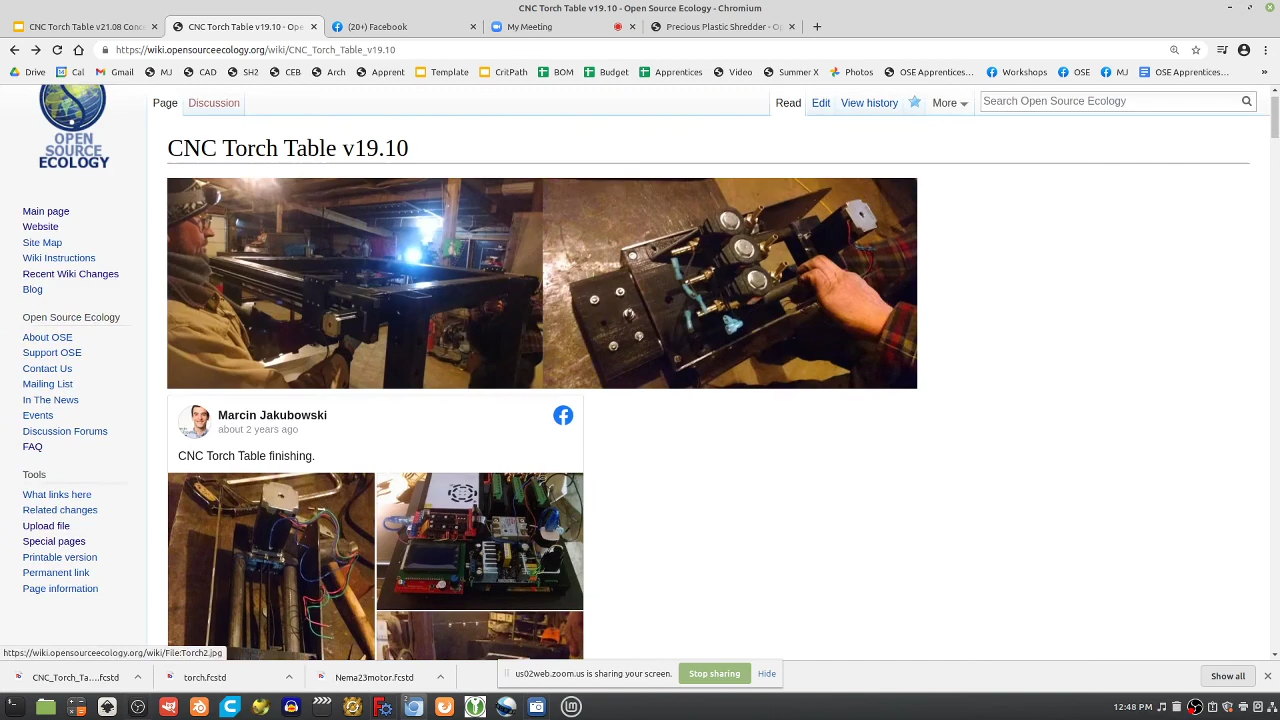 CNC Torch Table v19.10 - Open Source Ecology - Chromium
CNC Torch Table v21.08 Conc
CNC Torch Table v19.10 - Ope
(20+) Facebook
My Meeting
Precious Plastic Shredder - Op
https://wiki.opensourceecology.org/wiki/CNC_Torch_Table_v19.10
Drive
Cal
Gmail
MJ
CAD
SH2
CEB
Arch
Apprent
Template
CritPath
BOM
Budget
Apprentices
Video
Summer X
Photos
OSE Apprentices...
Workshops
OSE
MJ
OSE Apprentices...
OPEN
SOURCE
ECOLOGY
Page
Discussion
Read
Edit
View history
More
Search Open Source Ecology
CNC Torch Table v19.10
Main page
Website
Site Map
Wiki Instructions
Recent Wiki Changes
Blog
Open Source Ecology
About OSE
Support OSE
Contact Us
Mailing List
In The News
Events
Discussion Forums
FAQ
Tools
What links here
Related changes
Upload file
Special pages
Printable version
Permanent link
Page information
Marcin Jakubowski
about 2 years ago
CNC Torch Table finishing.
https://wiki.opensourceecology.org/wiki/File:Torch2.jpg
torch.fcstd
Nema23motor.fcstd
us02web.zoom.us is sharing your screen.
Stop sharing
Hide
Show all
12:48 PM